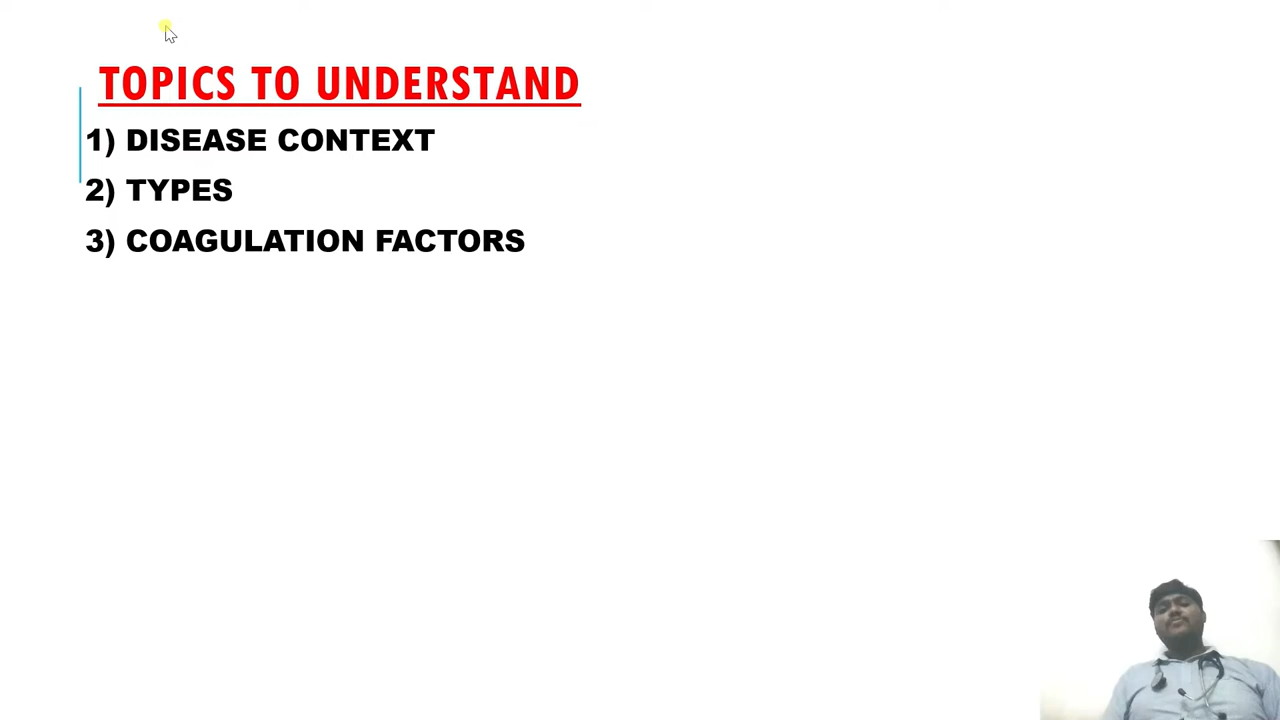 TOPICS TO UNDERSTAND
1) DISEASE CONTEXT
2) TYPES
3) COAGULATION FACTORS